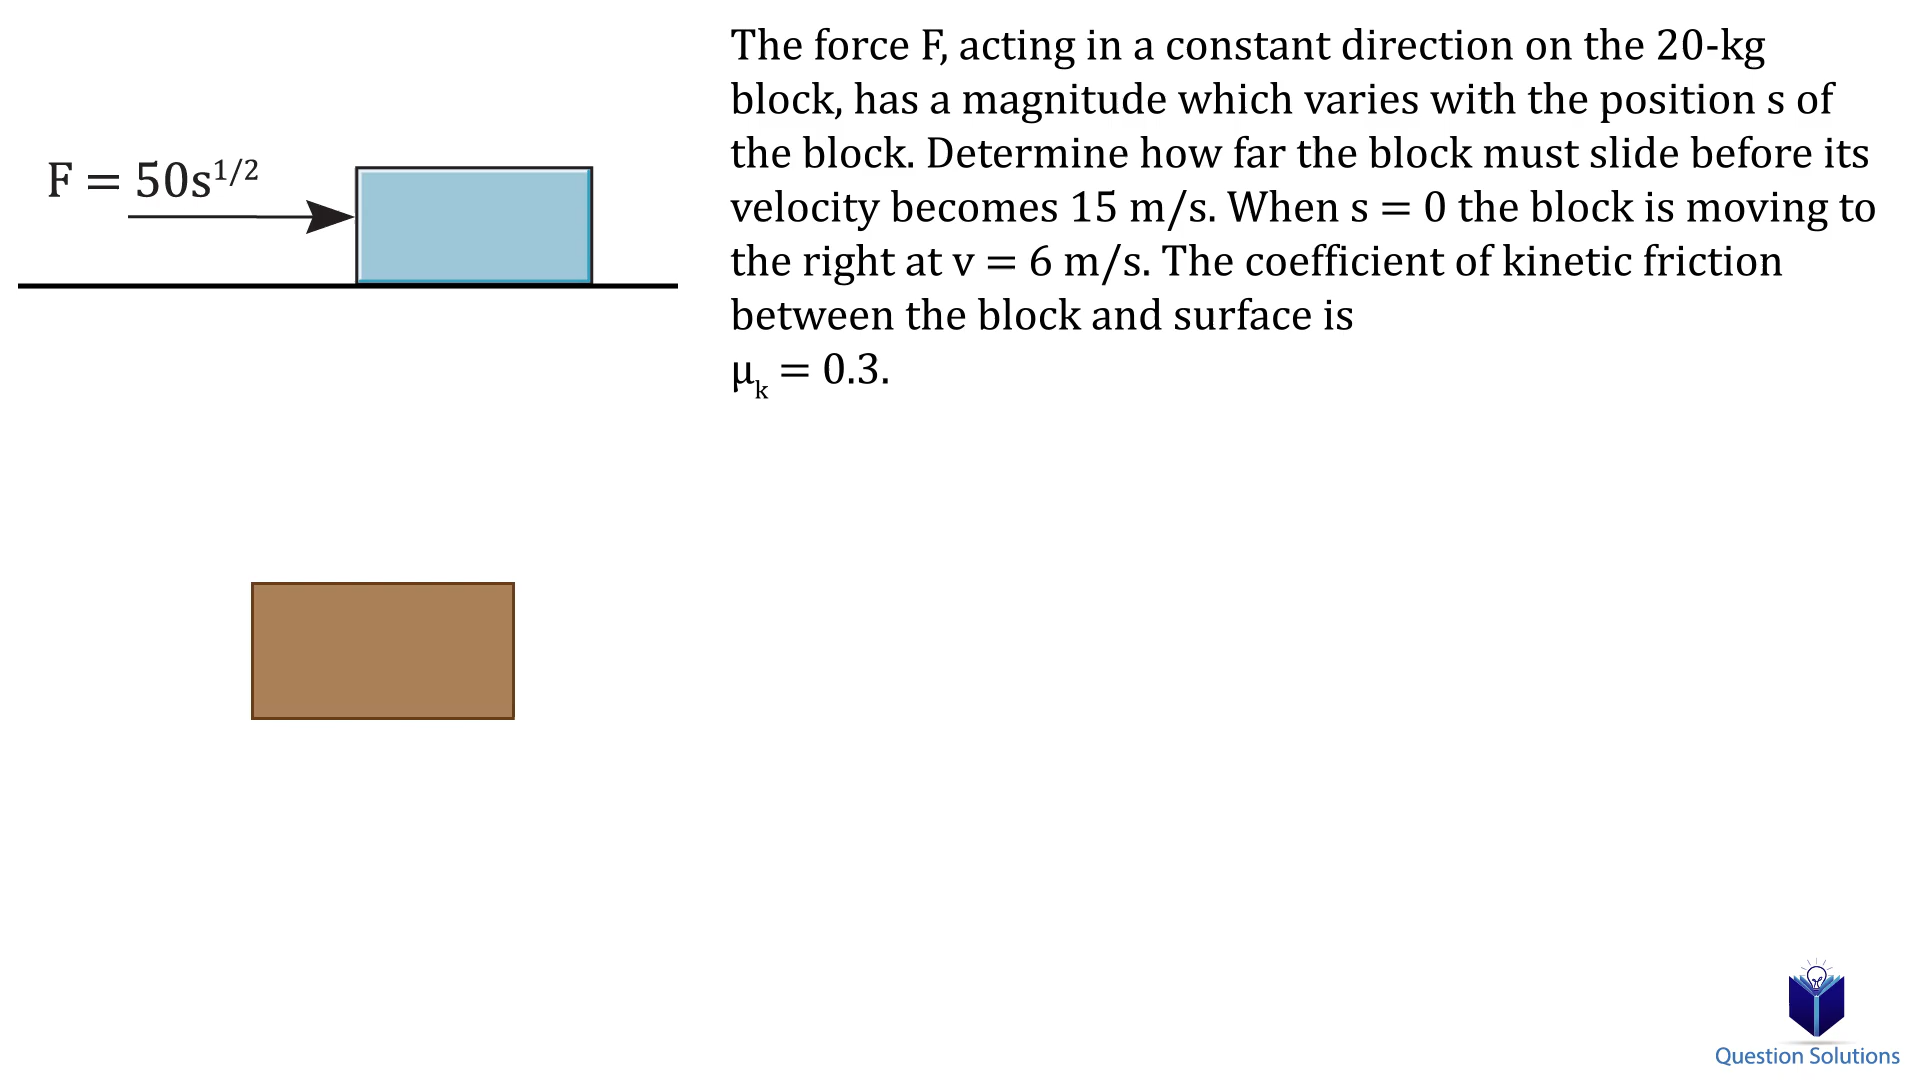 The force F, acting in a constant direction on the 20-kg
block, has a magnitude which varies with the position s of
the block. Determine how far the block must slide before its
velocity becomes 15 m/s. When s = 0 the block is moving to
the right at v = 6 m/s. The coefficient of kinetic friction
between the block and surface is
μₖ = 0.3.
F = 50s¹/²
Question Solutions